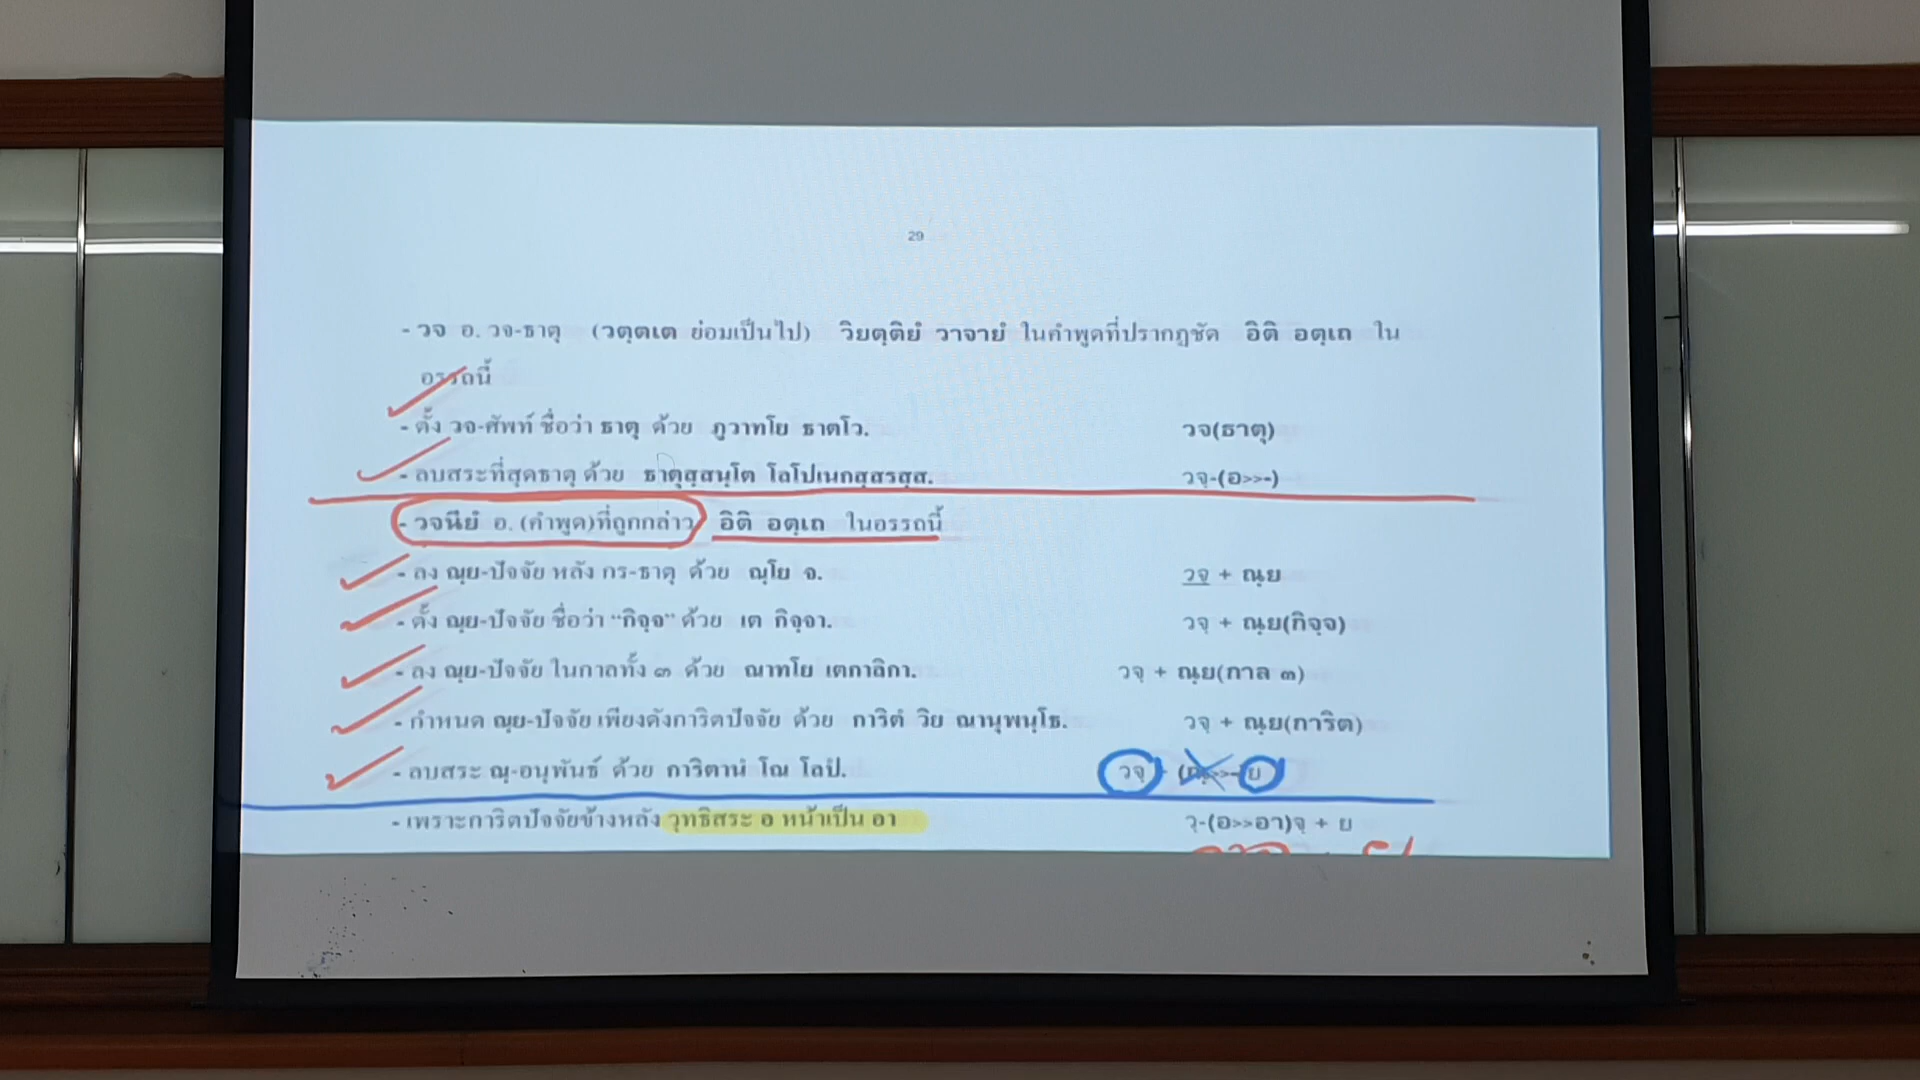 29
- วจ อ. วจ-ธาตุ (วตฺตเต ย่อมเป็นไป) วิยตฺติยํ วาจายํ ในคำพูดที่ปรากฏชัด อิติ อตฺเถ ใน
อรรถนี้
- ตั้ง วจ-ศัพท์ ชื่อว่า ธาตุ ด้วย ภูวาทโย ธาตโว. วจ(ธาตุ)
- ลบสระที่สุดธาตุ ด้วย ธาตุสฺสนฺโต โลโปเนกสฺสรสฺส. วจฺ-(อ>>-)
- วจนียํ อ. (คำพูด)ที่ถูกกล่าว อิติ อตฺเถ ในอรรถนี้
- ลง ณฺย-ปัจจัย หลัง กร-ธาตุ ด้วย ณฺโย จ. วจฺ + ณฺย
- ตั้ง ณฺย-ปัจจัย ชื่อว่า “กิจฺจ” ด้วย เต กิจฺจา. วจฺ + ณฺย(กิจฺจ)
- ลง ณฺย-ปัจจัย ในกาลทั้ง ๓ ด้วย ณาทโย เตกาลิกา. วจฺ + ณฺย(กาล ๓)
- กำหนด ณฺย-ปัจจัย เพียงดังการิตปัจจัย ด้วย การิตํ วิย ณานุพนฺโธ. วจฺ + ณฺย(การิต)
- ลบสระ ณฺ-อนุพันธ์ ด้วย การิตานํ โณ โลปํ. วจฺ + (ณฺ>>-)ย
- เพราะการิตปัจจัยข้างหลัง วุทธิสระ อ หน้าเป็น อา วฺ-(อ>>อา)จฺ + ย